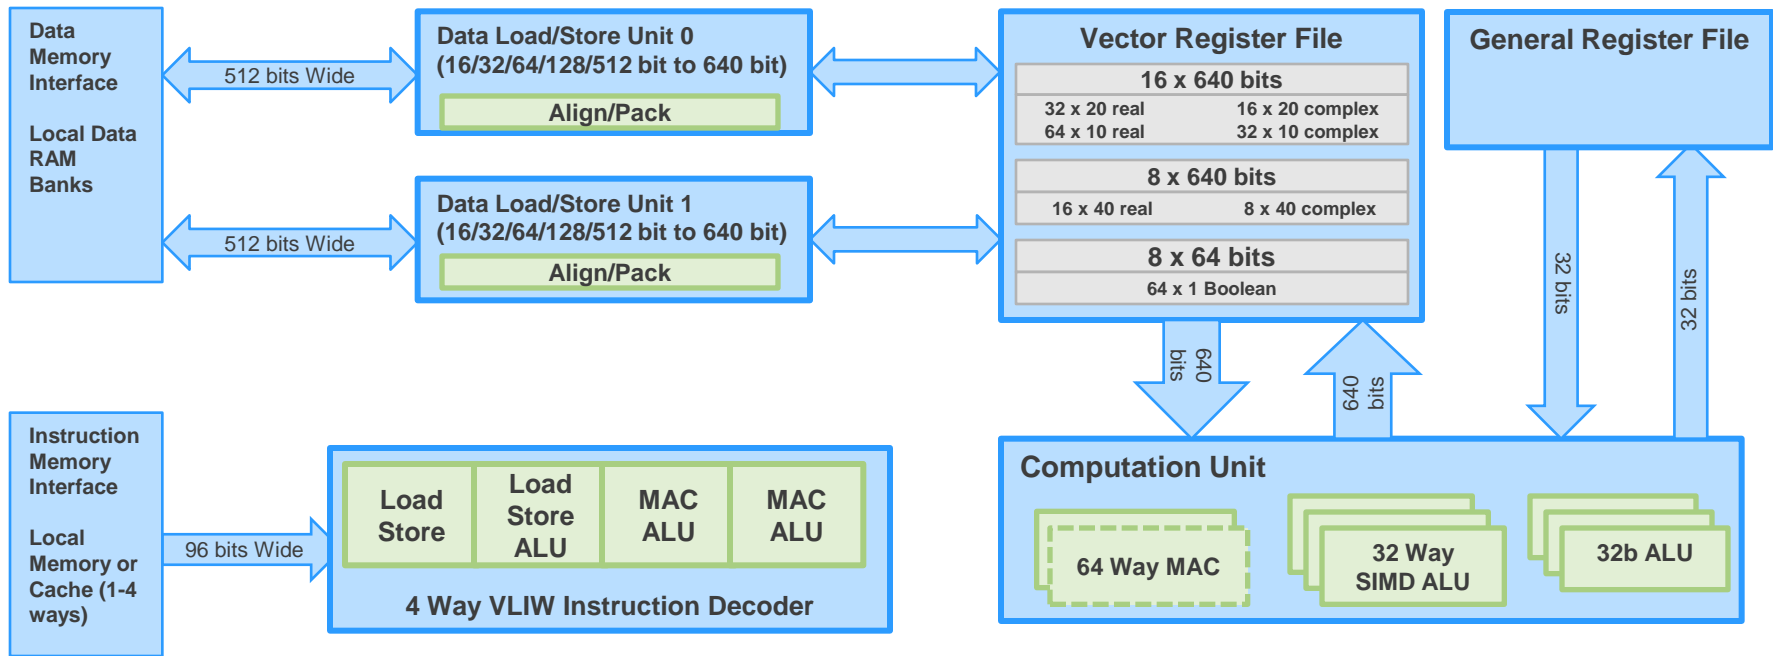 Data
Memory
Interface
Local Data
RAM
Banks
512 bits Wide
512 bits Wide
Data Load/Store Unit 0
(16/32/64/128/512 bit to 640 bit)
Align/Pack
Data Load/Store Unit 1
(16/32/64/128/512 bit to 640 bit)
Align/Pack
Vector Register File
16 x 640 bits
32 x 20 real 16 x 20 complex
64 x 10 real 32 x 10 complex
8 x 640 bits
16 x 40 real 8 x 40 complex
8 x 64 bits
64 x 1 Boolean
General Register File
640
bits
640
bits
32 bits
32 bits
Instruction
Memory
Interface
Local
Memory or
Cache (1-4
ways)
96 bits Wide
Load
Store
Load
Store
ALU
MAC
ALU
MAC
ALU
4 Way VLIW Instruction Decoder
Computation Unit
64 Way MAC
32 Way
SIMD ALU
32b ALU